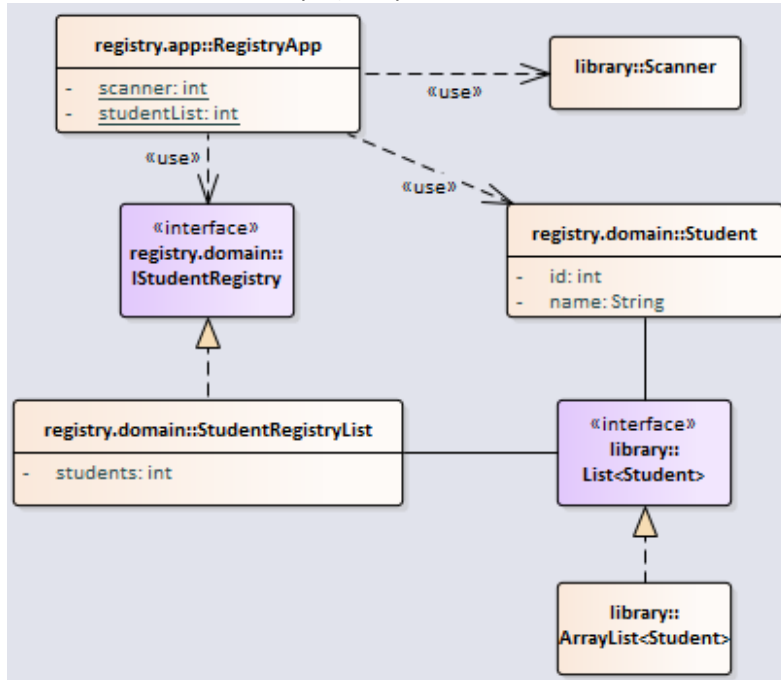 registry.app::RegistryApp
- scanner: int
- studentList: int
library::Scanner
«use»
«use»
«use»
«interface»
registry.domain::
IStudentRegistry
registry.domain::Student
- id: int
- name: String
registry.domain::StudentRegistryList
- students: int
«interface»
library::
List<Student>
library::
ArrayList<Student>